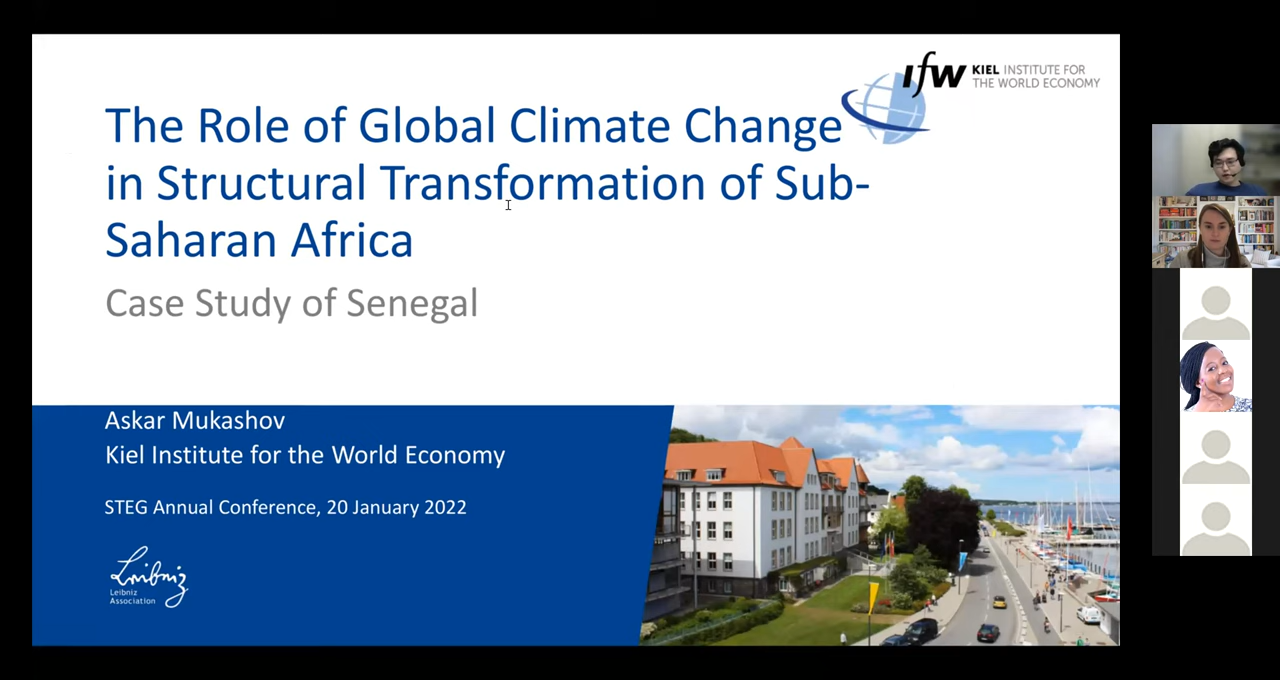 IfW KIEL INSTITUTE FOR
THE WORLD ECONOMY
The Role of Global Climate Change
in Structural Transformation of Sub-
Saharan Africa
Case Study of Senegal
Askar Mukashov
Kiel Institute for the World Economy
STEG Annual Conference, 20 January 2022
Leibniz
Leibniz
Association